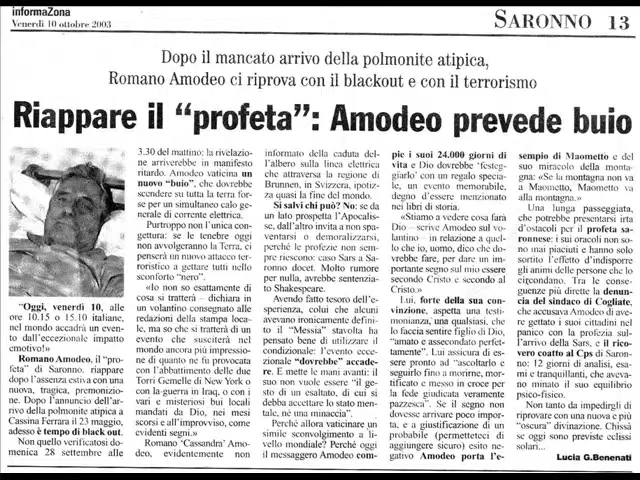 informaZona
Venerdì 10 ottobre 2003
SARONNO 13
Dopo il mancato arrivo della polmonite atipica,
Romano Amodeo ci riprova con il blackout e con il terrorismo
Riappare il “profeta”: Amodeo prevede buio
“Oggi, venerdì 10, alle
ore 10.15 o 15.10 italiane,
nel mondo accadrà un evento
dall'eccezionale impatto
emotivo!»
Romano Amodeo, il “profeta”
di Saronno, riappare
dopo l'assenza estiva con una
nuova, tragica, premonizione.
Dopo l'annuncio dell'arrivo
della polmonite atipica a
Cassina Ferrara il 23 maggio,
adesso è tempo di black out.
Non quello verificatosi domenica
28 settembre alle
3.30 del mattino: la rivelazione
arriverebbe in manifesto
ritardo. Amodeo vaticina un
nuovo “buio”, che dovrebbe
scendere su tutta la terra forse
per un simultaneo calo generale
di corrente elettrica.
Purtroppo non l'unica congettura:
se le tenebre oggi
non avvolgeranno la Terra, ci
penserà un nuovo attacco terroristico
a gettare tutti nello
sconforto “nero”.
«Io non so esattamente di
cosa si tratterà – dichiara in
un volantino consegnato alle
redazioni della stampa locale,
ma so che si tratterà di un
evento che susciterà nel
mondo ancora più impressione
di quanto ne fu provocata
con l'abbattimento delle due
Torri Gemelle di New York o
con la guerra in Iraq, o con i
vari e misteriosi bui locali
mandati da Dio, nei mesi
scorsi e all'improvviso, come
evidenti segni.»
Romano ‘Cassandra’ Amodeo,
evidentemente non
informato della caduta dell'albero
sulla linea elettrica
che attraversa la regione di
Brunnen, in Svizzera, ipotizza
quasi la fine del mondo.
Si salvi chi può? No: se da
un lato prospetta l'Apocalisse,
dall'altro invita a non spaventarsi
o demoralizzarsi,
perché le profezie non sempre
riescono: caso Sars a Saronno
docet. Molto rumore
per nulla, avrebbe sentenziato
Shakespeare.
Avendo fatto tesoro dell'esperienza,
colui che alcuni
avevano ironicamente definito
il “Messia” stavolta ha
pensato bene di utilizzare il
condizionale: l'evento eccezionale
“dovrebbe” accadere.
E mette le mani avanti: il
suo non vuole essere “il gesto
di un esaltato, di cui si
debba accettare lo stato mentale,
né una minaccia”.
Perché allora vaticinare un
simile sconvolgimento a livello
mondiale? Perché oggi
il messaggero Amodeo compie
i suoi 24.000 giorni di
vita e Dio dovrebbe ‘festeggiarlo’
con un regalo speciale,
un evento memorabile,
degno d'essere menzionato
nei libri di storia.
«Stiamo a vedere cosa farà
Dio – scrive Amodeo sul volantino
– in relazione a quello
che io, uomo, dico che dovrebbe
fare, per dare un importante
segno sul mio essere
secondo Cristo e secondo al
Cristo».
Lui, forte della sua convinzione,
aspetta una testimonianza,
una qualsiasi, che
lo faccia sentire figlio di Dio,
“amato e assecondato perfettamente”.
Lui assicura di essere
pronto ad “ascoltarlo e
seguirlo fino a morirne, mortificato
e messo in croce per
la fede giudicata veramente
pazzesca”. Se il segno non
dovesse arrivare poco importa,
e a giustificazione di un
probabile (permetteteci di
aggiungere sicuro) esito negativo
Amodeo porta l'esempio
di Maometto e del
suo miracolo della montagna:
«Se la montagna non va
a Maometto, Maometto va
alla montagna.»
Una lunga passeggiata,
che potrebbe presentarsi irta
d'ostacoli per il profeta saronnese:
i suoi oracoli non sono
mai piaciuti e hanno solo
sortito l'effetto d'indisporre
gli animi delle persone che lo
circondano. Tra le conseguenze
più dirette la denuncia
del sindaco di Cogliate,
che accusava Amodeo di avere
gettato i suoi cittadini nel
panico con una profezia sull'arrivo
della Sars, e il ricovero
coatto al Cps di Saronno:
12 giorni di analisi, esami
e tranquillanti, che avevano
minato il suo equilibrio
psico-fisico.
Non tanto da impedirgli di
riprovare con una nuova e più
“oscura” divinazione. Chissà
se oggi sono previste eclissi
solari...
Lucia G.Benenati